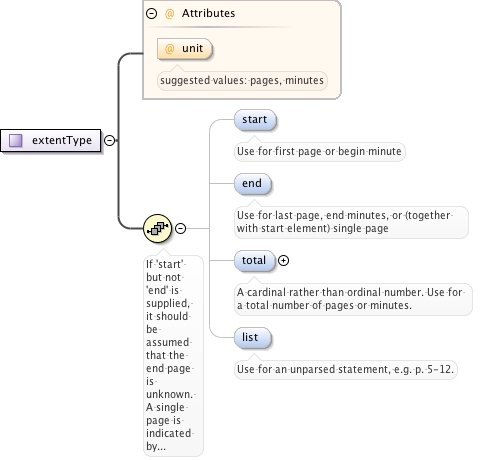 @ Attributes
@ unit
suggested values: pages, minutes
extentType
start
Use for first page or begin minute
end
Use for last page, end minutes, or (together
with start element) single page
total
A cardinal rather than ordinal number. Use for
a total number of pages or minutes.
list
Use for an unparsed statement, e.g. p. 5-12.
If 'start'
but not
'end' is
supplied,
it should
be
assumed
that the
end page
is
unknown.
A single
page is
indicated
by...